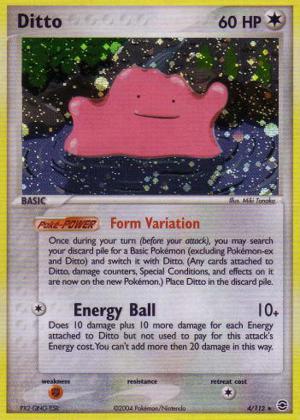 Ditto 60 HP
BASIC Illus. Miki Tanaka
Poké-POWER Form Variation
Once during your turn (before your attack), you may search
your discard pile for a Basic Pokémon (excluding Pokémon-ex
and Ditto) and switch it with Ditto. (Any cards attached to
Ditto, damage counters, Special Conditions, and effects on it
are now on the new Pokémon.) Place Ditto in the discard pile.
Energy Ball 10+
Does 10 damage plus 10 more damage for each Energy
attached to Ditto but not used to pay for this attack's
Energy cost. You can't add more then 20 damage in this way.
weakness resistance retreat cost
©2004 Pokémon/Nintendo 4/112 ★